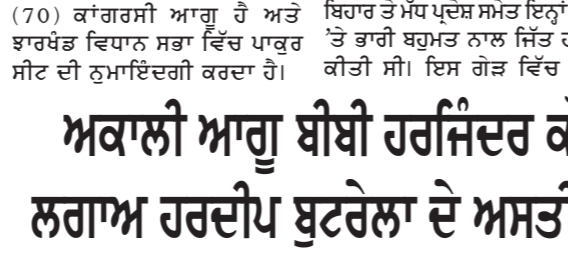 (70) ਕਾਂਗਰਸੀ ਆਗੂ ਹੈ ਅਤੇ
ਝਾਰਖੰਡ ਵਿਧਾਨ ਸਭਾ ਵਿੱਚ ਪਾਕੁਰ
ਸੀਟ ਦੀ ਨੁਮਾਇੰਦਗੀ ਕਰਦਾ ਹੈ।
ਬਿਹਾਰ ਤੇ ਮੱਧ ਪ੍ਰਦੇਸ਼ ਸਮੇਤ ਇਨ੍ਹਾਂ
’ਤੇ ਭਾਰੀ ਬਹੁਮਤ ਨਾਲ ਜਿੱਤ
ਕੀਤੀ ਸੀ। ਇਸ ਗੇੜ ਵਿੱਚ
ਅਕਾਲੀ ਆਗੂ ਬੀਬੀ ਹਰਜਿੰਦਰ
ਲਗਾਅ ਹਰਦੀਪ ਬੁਟਰੇਲਾ ਦੇ